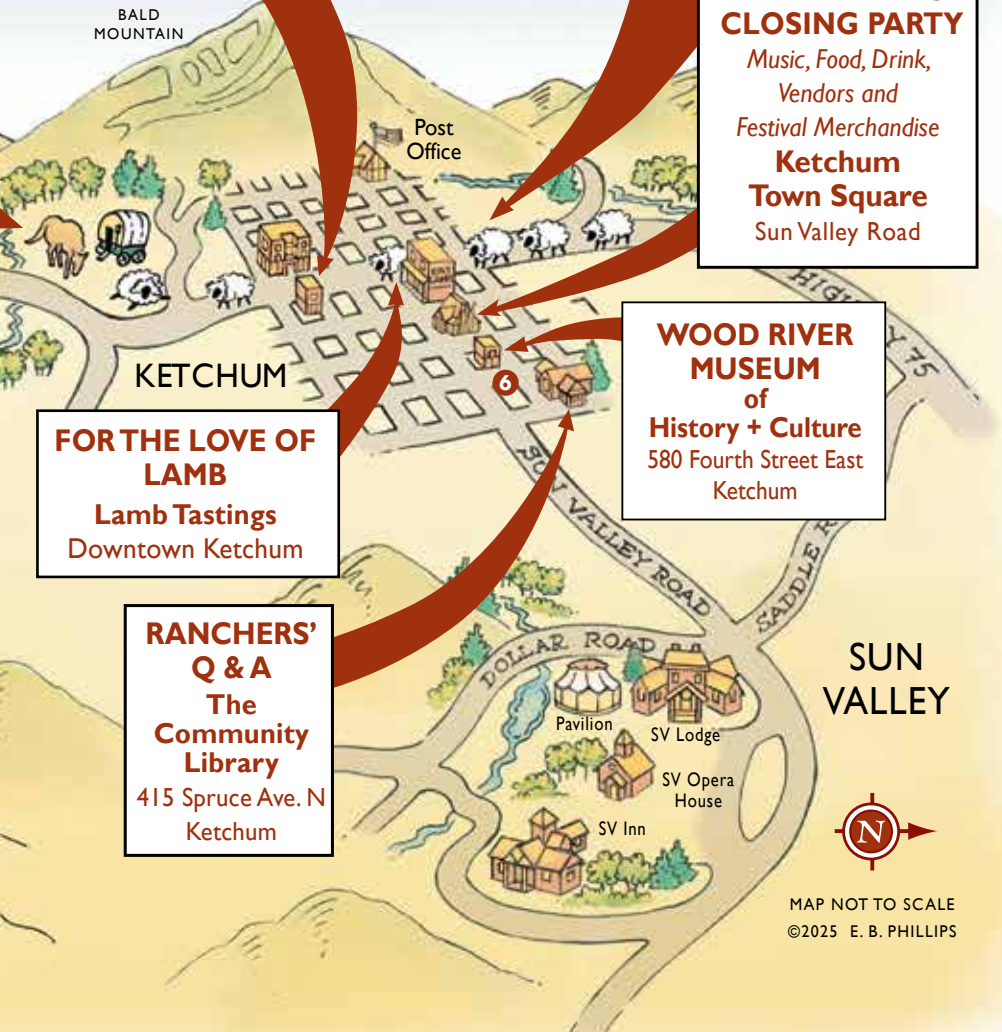 BALD
MOUNTAIN
CLOSING PARTY
Music, Food, Drink,
Vendors and
Festival Merchandise
Ketchum
Town Square
Sun Valley Road
Post
Office
KETCHUM
6
WOOD RIVER
MUSEUM
of
History + Culture
580 Fourth Street East
Ketchum
FOR THE LOVE OF
LAMB
Lamb Tastings
Downtown Ketchum
SUN VALLEY ROAD
RANCHERS'
Q & A
The
Community
Library
415 Spruce Ave. N
Ketchum
DOLLAR ROAD
SADDLE
SUN
VALLEY
Pavilion
SV Lodge
SV Opera
House
SV Inn
N
MAP NOT TO SCALE
©2025 E. B. PHILLIPS
75